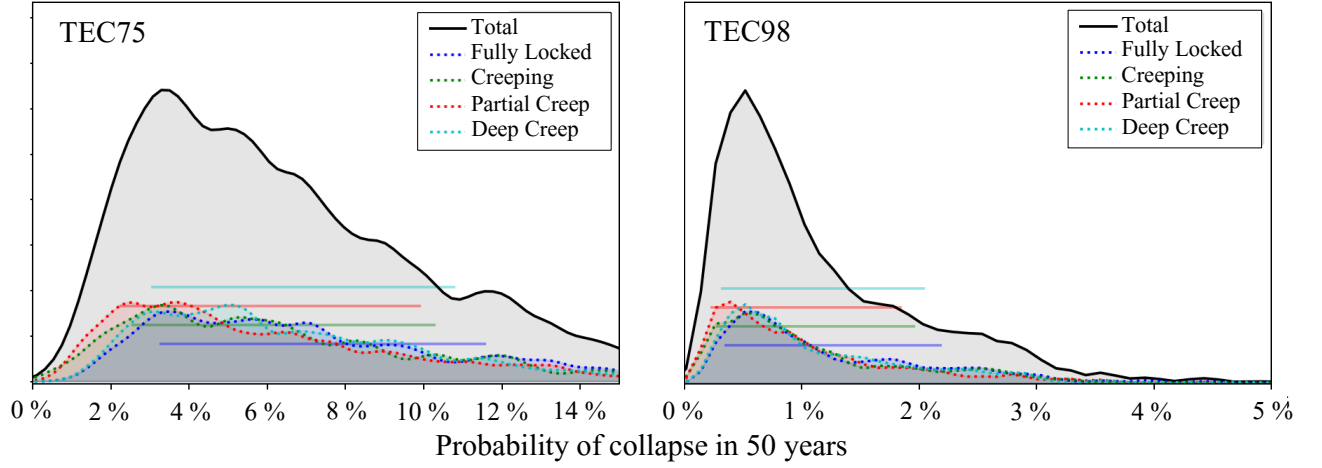 TEC75
Total
Fully Locked
Creeping
Partial Creep
Deep Creep
0 % 2 % 4 % 6 % 8 % 10 % 12 % 14 %
TEC98
Total
Fully Locked
Creeping
Partial Creep
Deep Creep
0 % 1% 2 % 3 % 4 % 5 %
Probability of collapse in 50 years